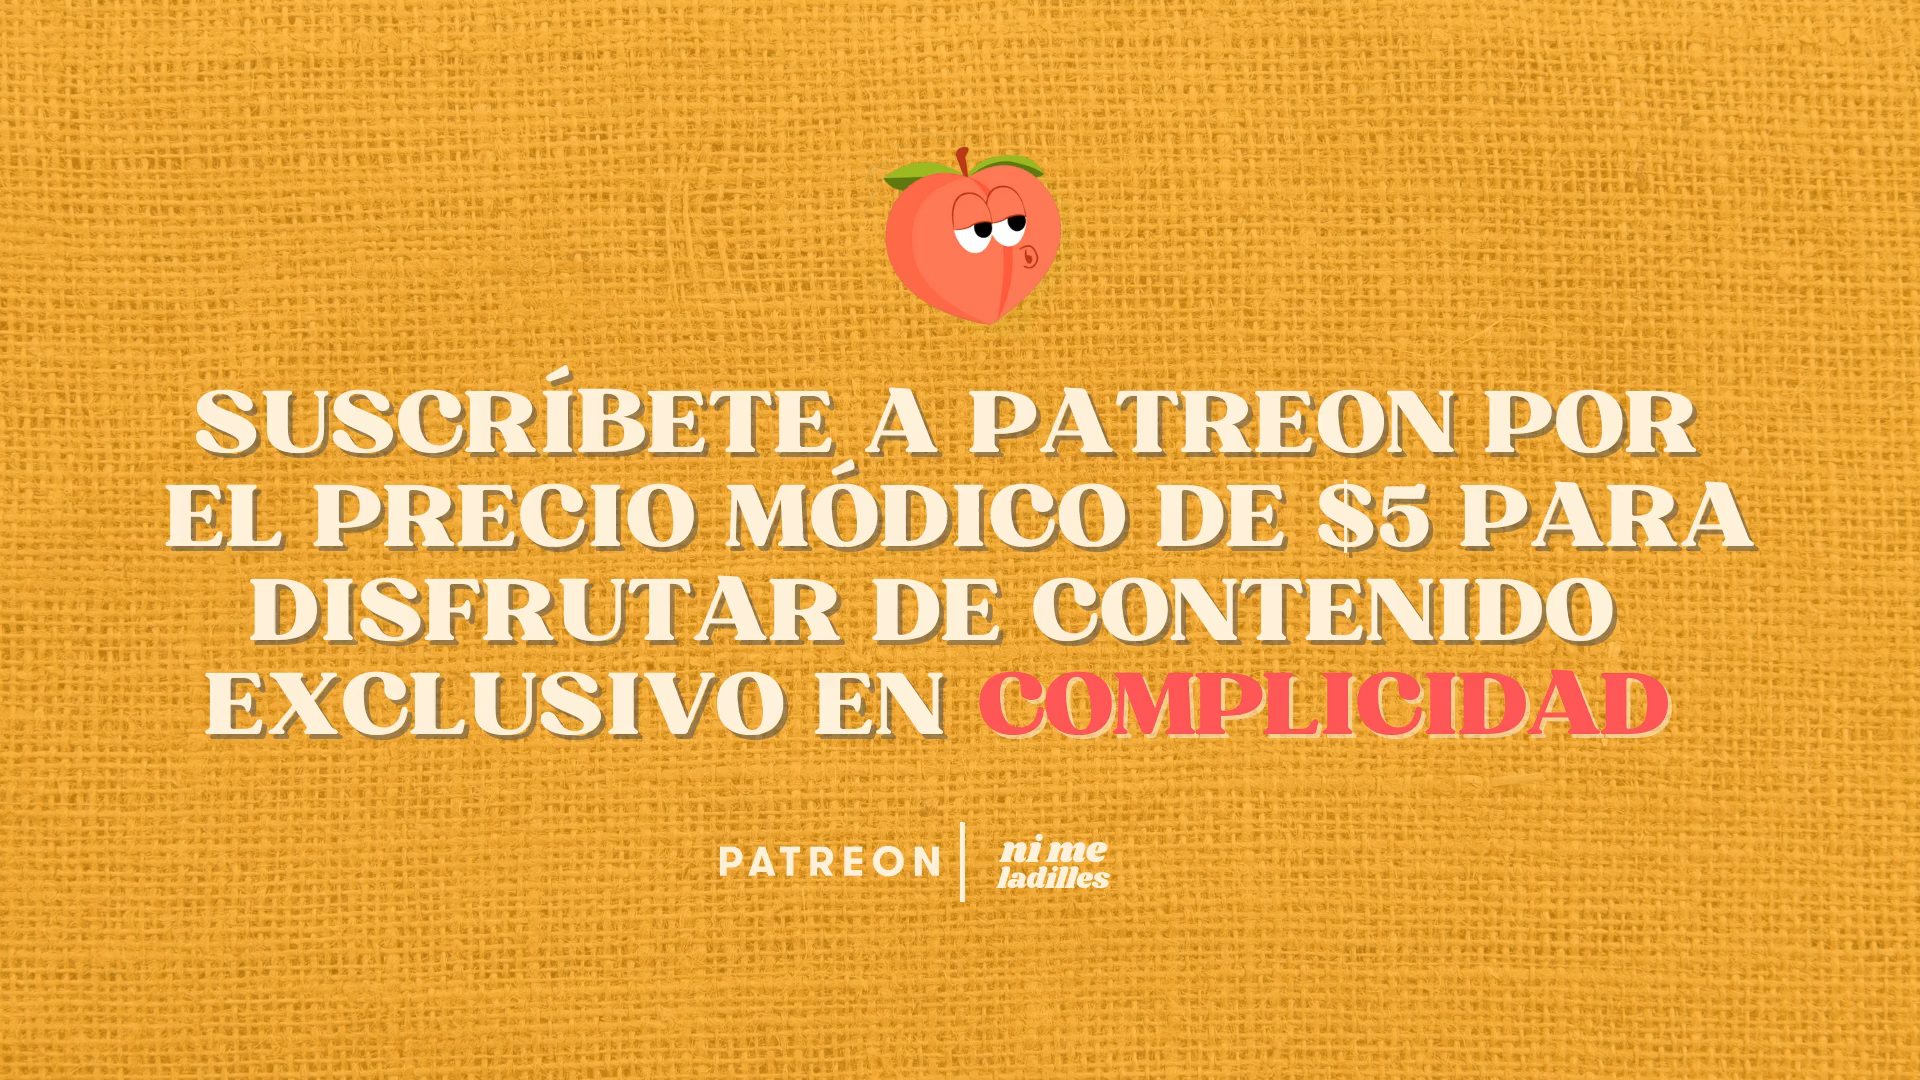 SUSCRÍBETE A PATREON POR
EL PRECIO MÓDICO DE $5 PARA
DISFRUTAR DE CONTENIDO
EXCLUSIVO EN COMPLICIDAD
PATREON
ni me
ladilles